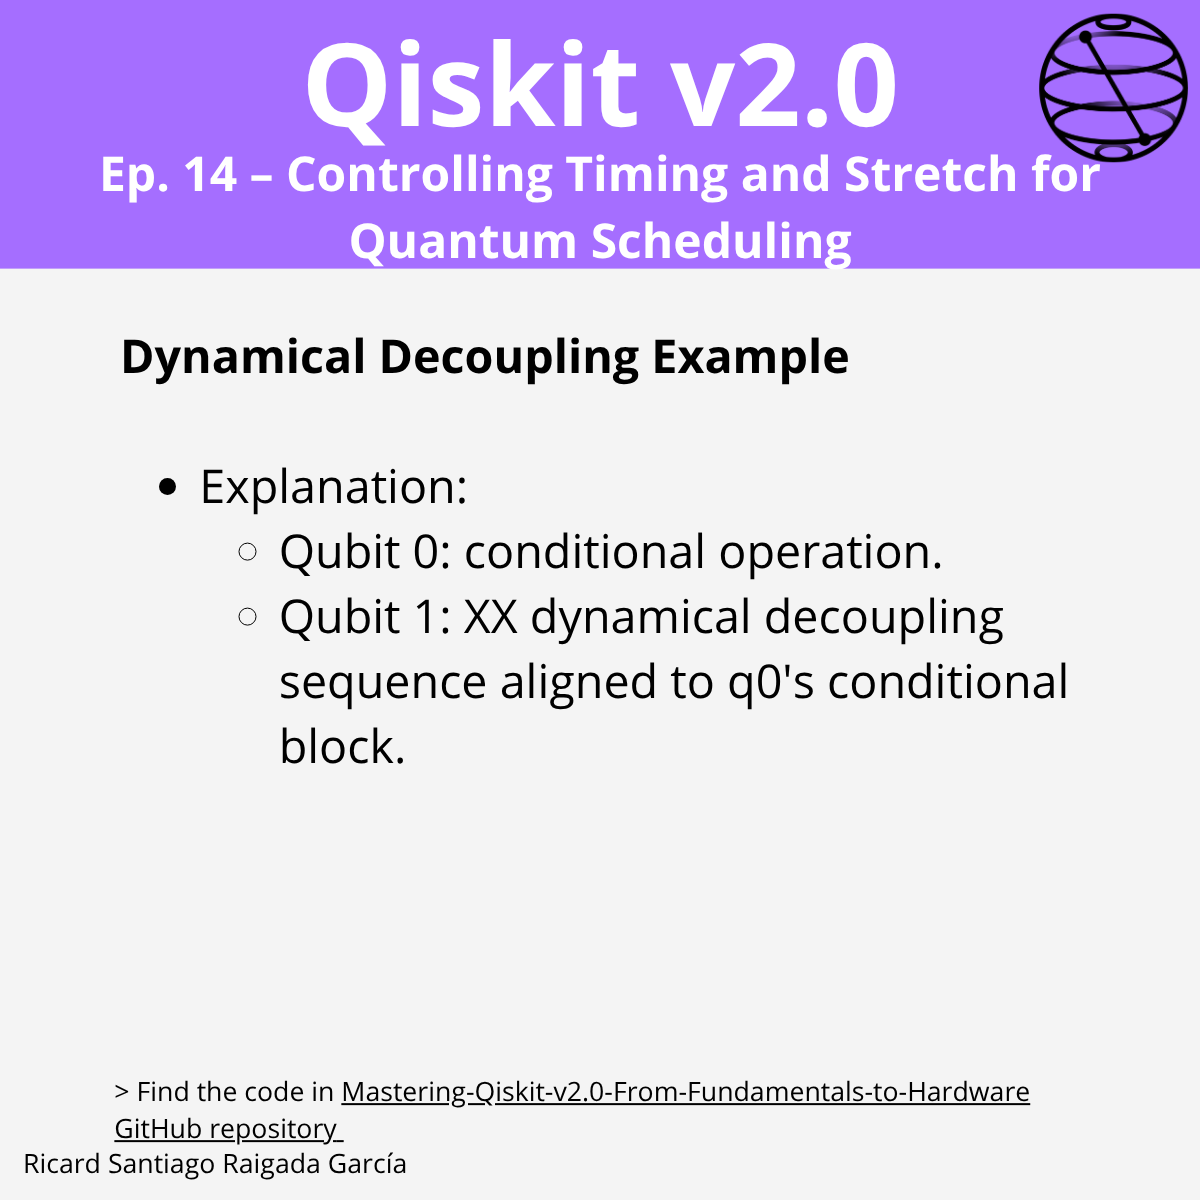 Qiskit v2.0
Ep. 14 – Controlling Timing and Stretch for
Quantum Scheduling
Dynamical Decoupling Example
• Explanation:
○ Qubit 0: conditional operation.
○ Qubit 1: XX dynamical decoupling
sequence aligned to q0's conditional
block.
> Find the code in Mastering-Qiskit-v2.0-From-Fundamentals-to-Hardware
GitHub repository
Ricard Santiago Raigada García